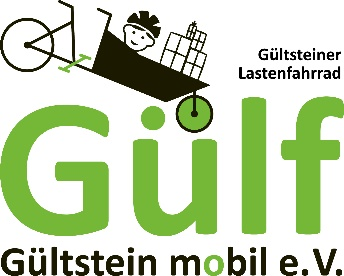 Gültsteiner
Lastenfahrrad
Gülf
Gültstein mobil e.V.